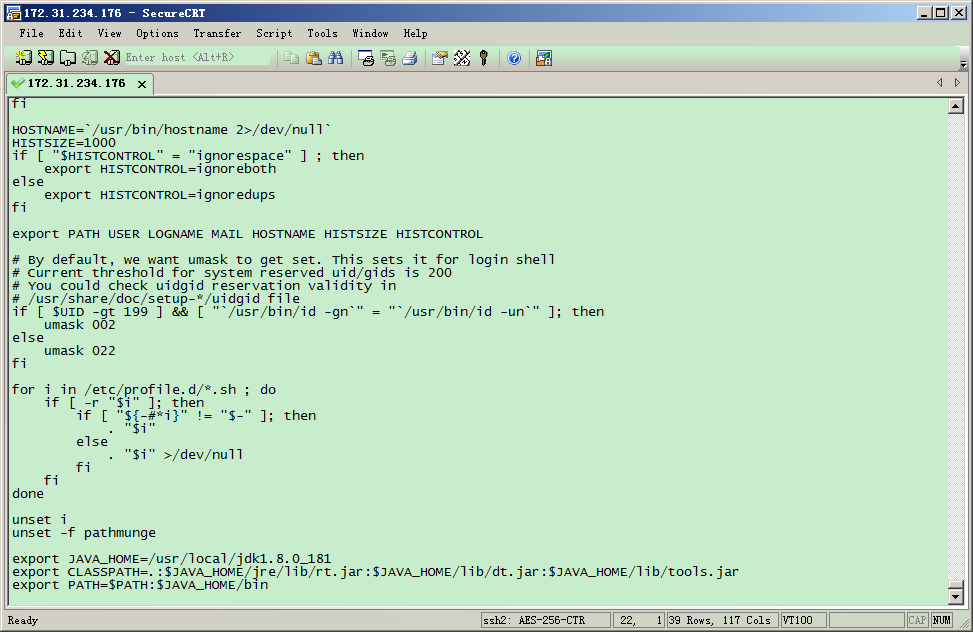 172.31.234.176 - SecureCRT
File Edit View Options Transfer Script Tools Window Help
Enter host <Alt+R>
172.31.234.176
fi

HOSTNAME=`/usr/bin/hostname 2>/dev/null`
HISTSIZE=1000
if [ "$HISTCONTROL" = "ignorespace" ] ; then
    export HISTCONTROL=ignoreboth
else
    export HISTCONTROL=ignoredups
fi

export PATH USER LOGNAME MAIL HOSTNAME HISTSIZE HISTCONTROL

# By default, we want umask to get set. This sets it for login shell
# Current threshold for system reserved uid/gids is 200
# You could check uidgid reservation validity in
# /usr/share/doc/setup-*/uidgid file
if [ $UID -gt 199 ] && [ "`/usr/bin/id -gn`" = "`/usr/bin/id -un`" ]; then
    umask 002
else
    umask 022
fi

for i in /etc/profile.d/*.sh ; do
    if [ -r "$i" ]; then
        if [ "${-#*i}" != "$-" ]; then
            . "$i"
        else
            . "$i" >/dev/null
        fi
    fi
done

unset i
unset -f pathmunge

export JAVA_HOME=/usr/local/jdk1.8.0_181
export CLASSPATH=.:$JAVA_HOME/jre/lib/rt.jar:$JAVA_HOME/lib/dt.jar:$JAVA_HOME/lib/tools.jar
export PATH=$PATH:$JAVA_HOME/bin
Ready ssh2: AES-256-CTR 22, 1 39 Rows, 117 Cols VT100 CAP NUM